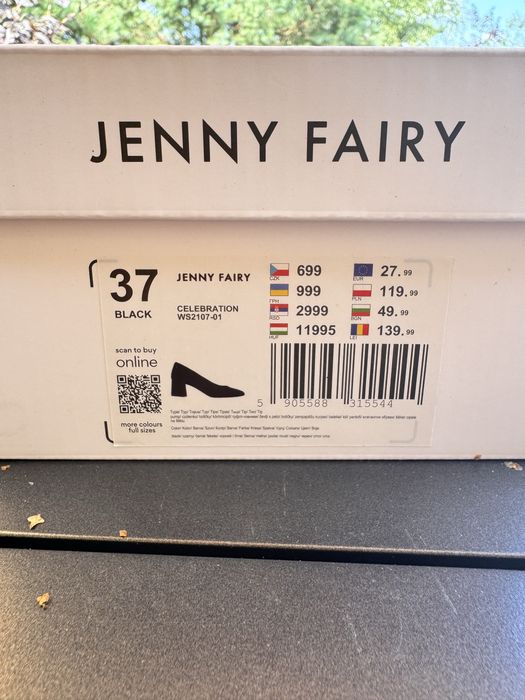 JENNY FAIRY
37
BLACK
JENNY FAIRY
CELEBRATION
WS2107-01
scan to buy
online
more colours
full sizes
CZK 699
ГРН 999
RSD 2999
HUF 11995
EUR 27.99
PLN 119.99
BGN 49.99
LEI 139.99
5 905588 315544